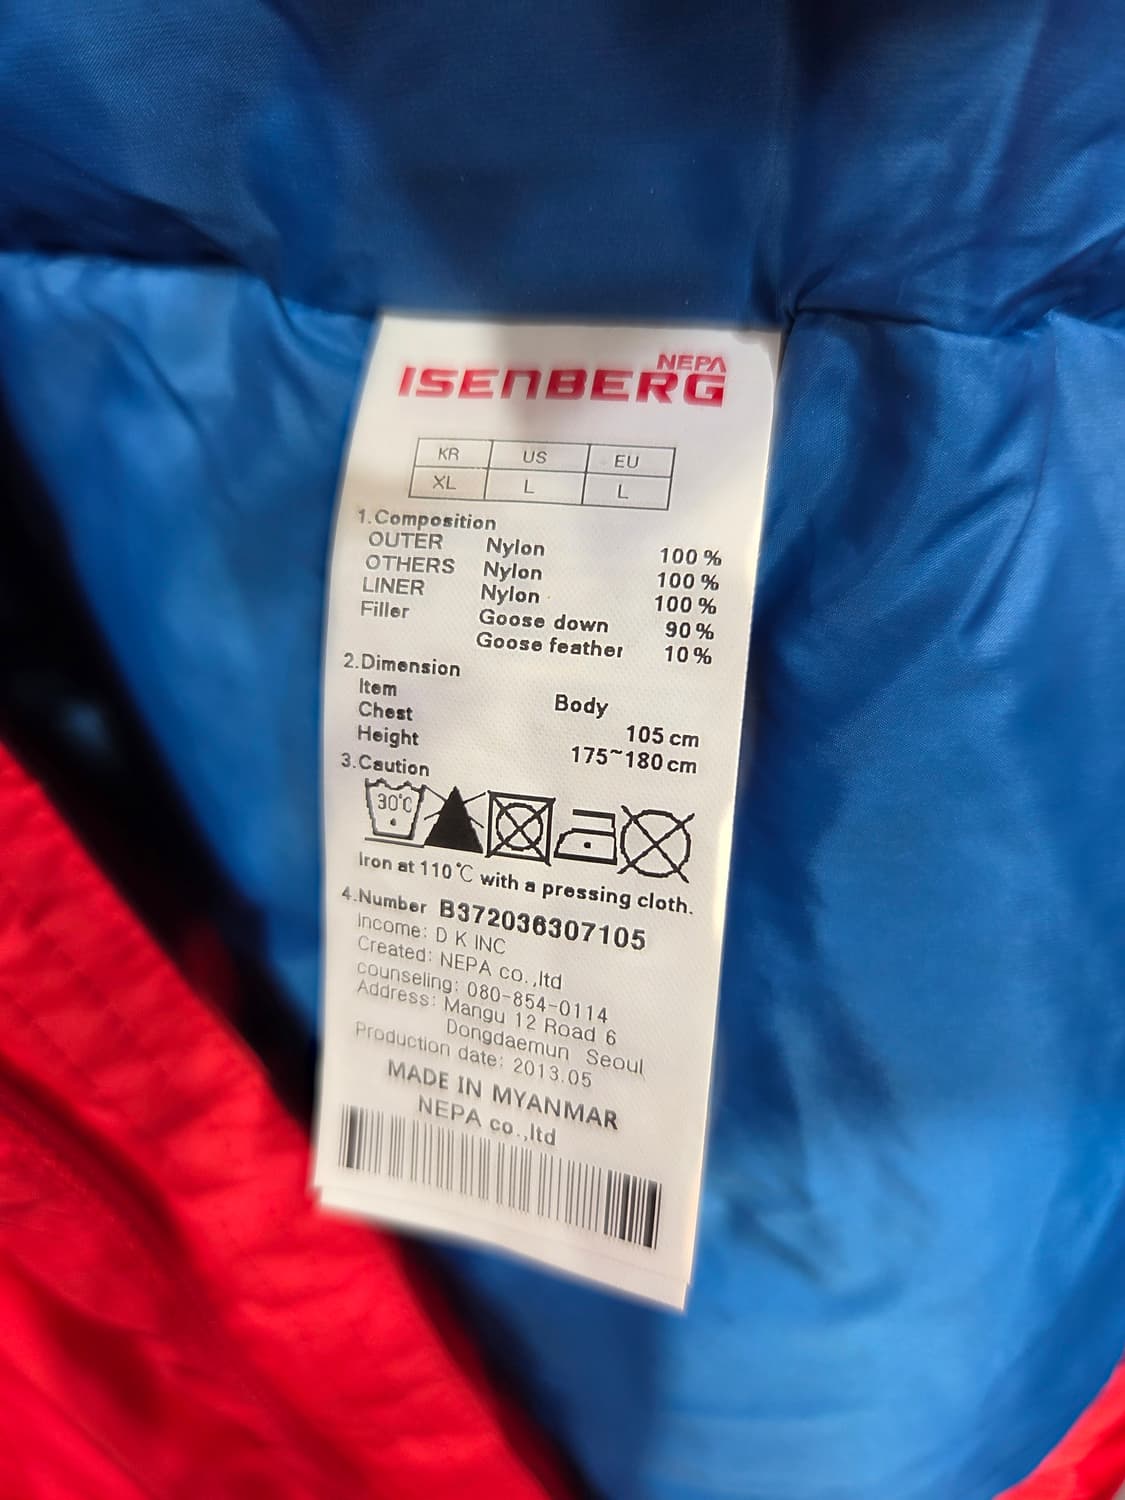 NEPA
ISENBERG
KR US EU
XL L L
1.Composition
OUTER Nylon 100%
OTHERS Nylon 100%
LINER Nylon 100%
Filler Goose down 90%
Goose feather 10%
2.Dimension
Item Body
Chest 105 cm
Height 175~180 cm
3.Caution
30℃
Iron at 110℃ with a pressing cloth.
4.Number B372036307105
Income: D K INC
Created: NEPA co.,ltd
counseling: 080-854-0114
Address: Mangu 12 Road 6
Dongdaemun Seoul
Production date: 2013.05
MADE IN MYANMAR
NEPA co.,ltd